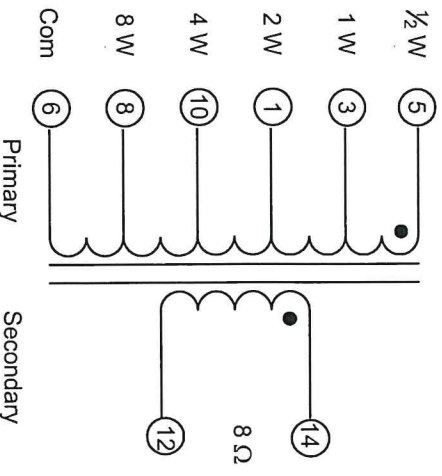 ½ W 5
1 W 3
2 W 1
4 W 10
8 W 8
Com 6
14
8 Ω
12
Primary Secondary